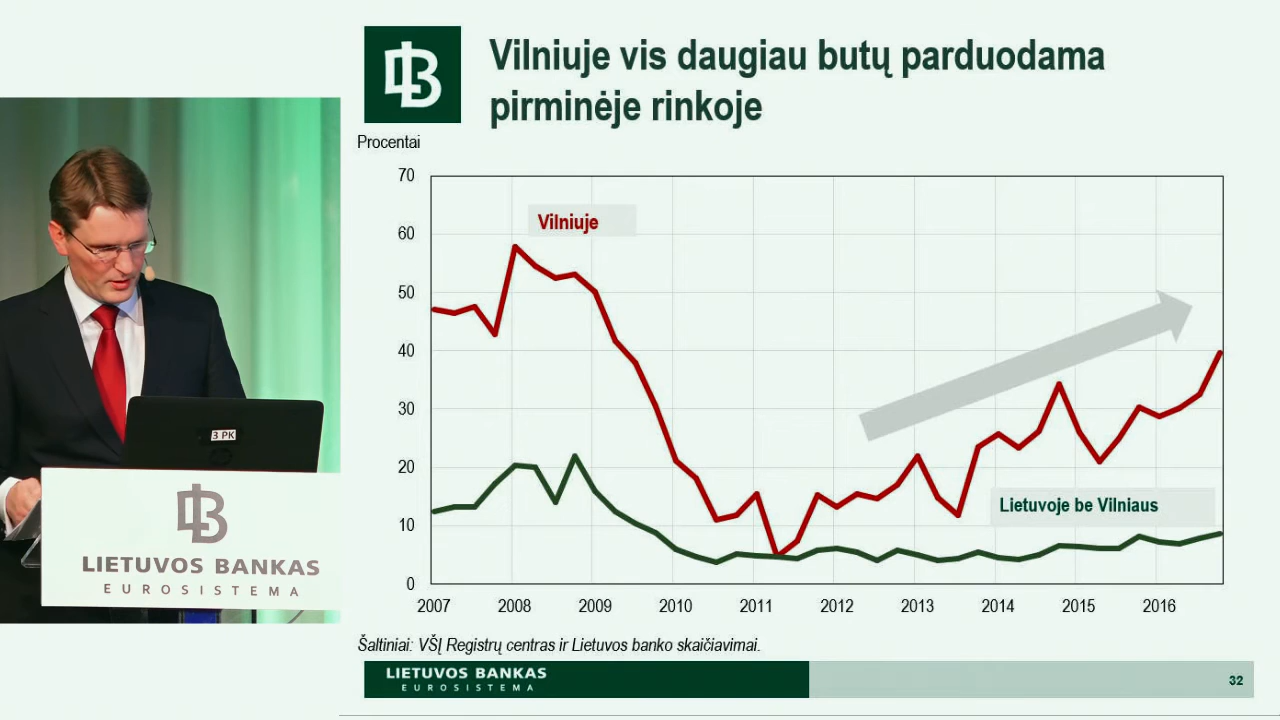 Vilniuje vis daugiau butų parduodama
pirminėje rinkoje
Procentai
70
60
50
40
30
20
10
0
Vilniuje
Lietuvoje be Vilniaus
2007 2008 2009 2010 2011 2012 2013 2014 2015 2016
Šaltiniai: VŠĮ Registrų centras ir Lietuvos banko skaičiavimai.
LIETUVOS BANKAS
EUROSISTEMA
32
3 PK
LIETUVOS BANKAS
EUROSISTEMA